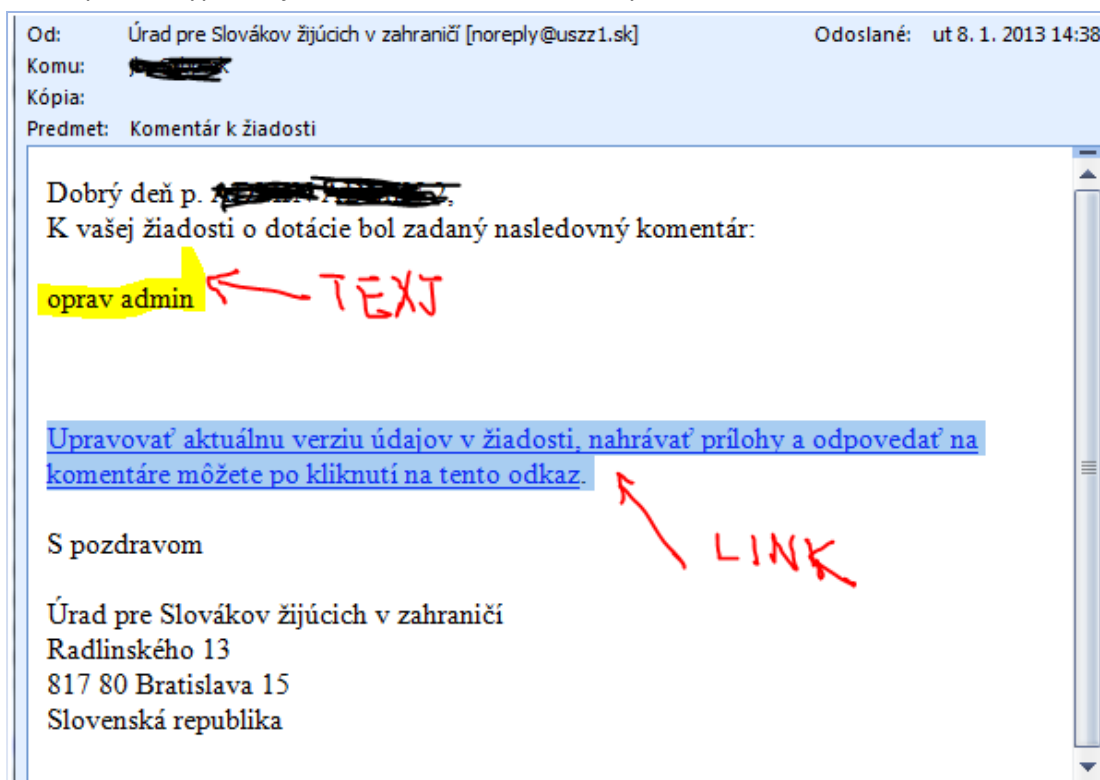 Od: Úrad pre Slovákov žijúcich v zahraničí [noreply@uszz1.sk] Odoslané: ut 8. 1. 2013 14:38
Komu:
Kópia:
Predmet: Komentár k žiadosti
Dobrý deň p.
K vašej žiadosti o dotácie bol zadaný nasledovný komentár:
oprav admin TEXT
Upravovať aktuálnu verziu údajov v žiadosti, nahrávať prílohy a odpovedať na
komentáre môžete po kliknutí na tento odkaz.
LINK
S pozdravom
Úrad pre Slovákov žijúcich v zahraničí
Radlinského 13
817 80 Bratislava 15
Slovenská republika